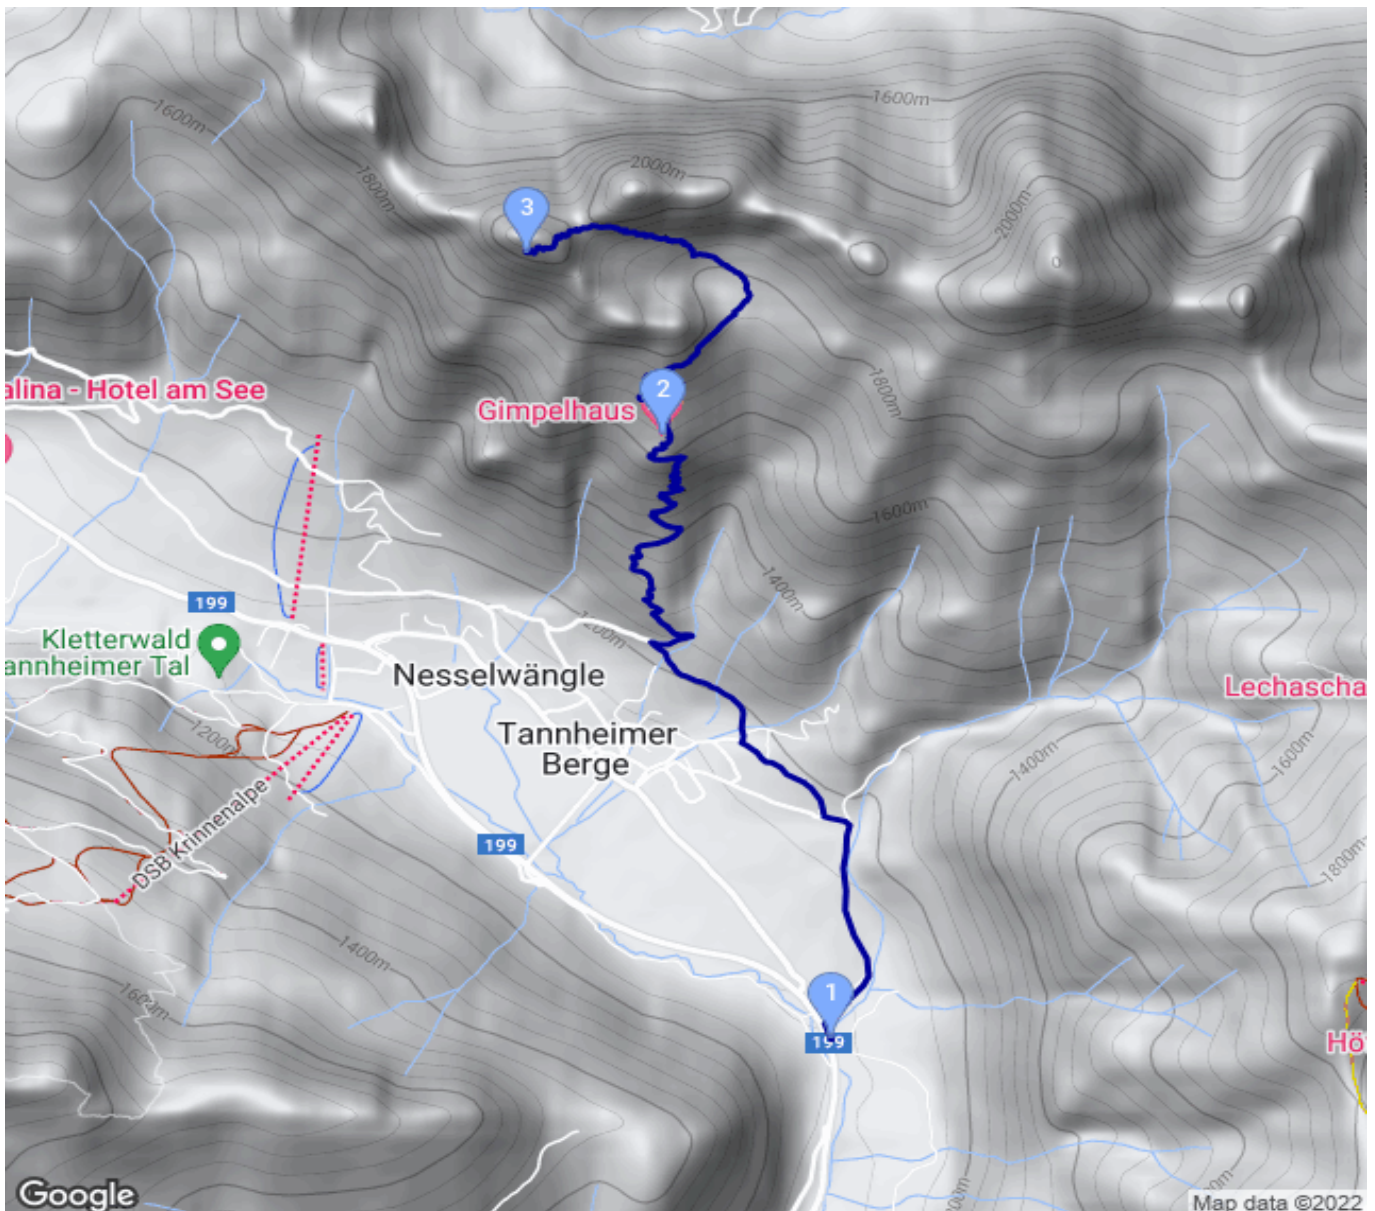 1600m
1600m
2000m
1800m
3
2000m
alina - Hotel am See
2
Gimpelhaus
1800m
1600m
1400m
199
Kletterwald
annheimer Tal
1200m
Nesselwängle
Lechascha
Tannheimer
Berge
1200m
1400m
1600m
DSB Krinnenalpe
199
1800m
1400m
1600m
1
199
Hö
Google
Map data ©2022